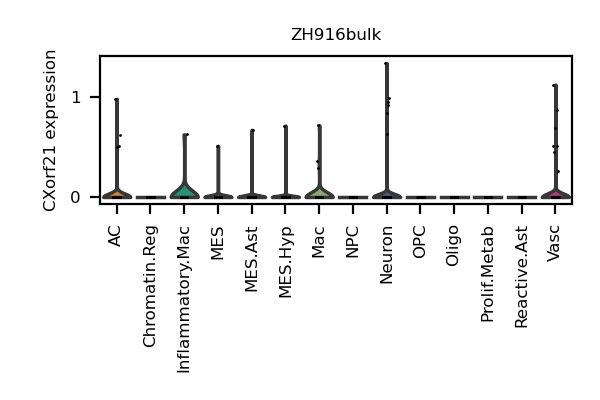 ZH916bulk
CXorf21 expression
1
0
AC
Chromatin.Reg
Inflammatory.Mac
MES
MES.Ast
MES.Hyp
Mac
NPC
Neuron
OPC
Oligo
Prolif.Metab
Reactive.Ast
Vasc